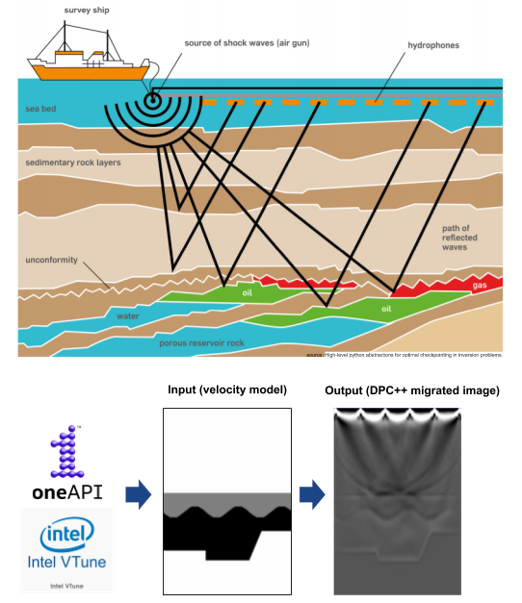 survey ship
source of shock waves (air gun)
hydrophones
sea bed
sedimentary rock layers
path of
reflected
waves
unconformity
gas
oil
oil
water
porous reservoir rock
source: High-level python abstractions for optimal checkpointing in inversion problems.
Input (velocity model)
Output (DPC++ migrated image)
oneAPI
intel
Intel VTune
Intel VTune